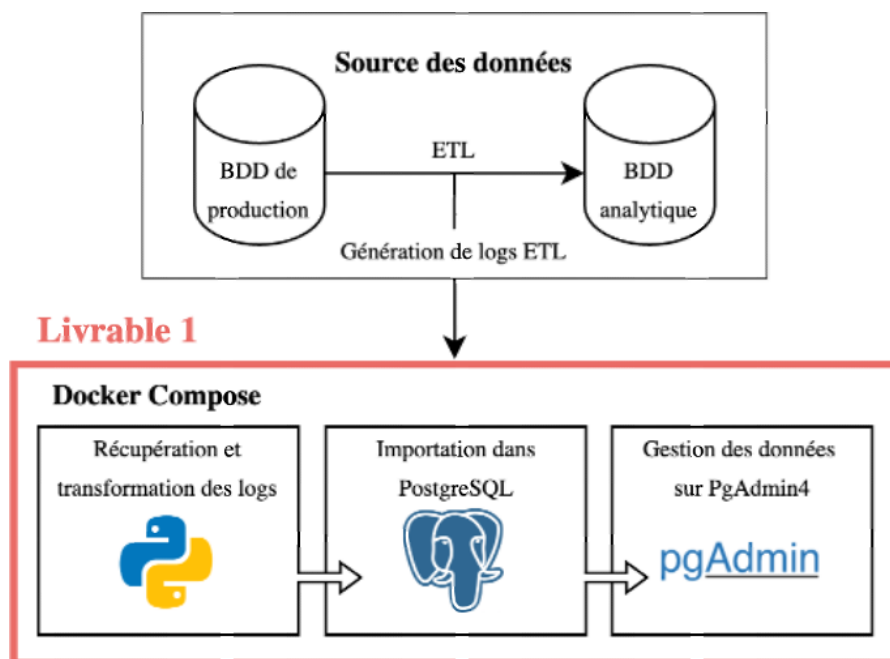 Source des données
BDD de
production
ETL
BDD
analytique
Génération de logs ETL
Livrable 1
Docker Compose
Récupération et
transformation des logs
Importation dans
PostgreSQL
Gestion des données
sur PgAdmin4
pgAdmin